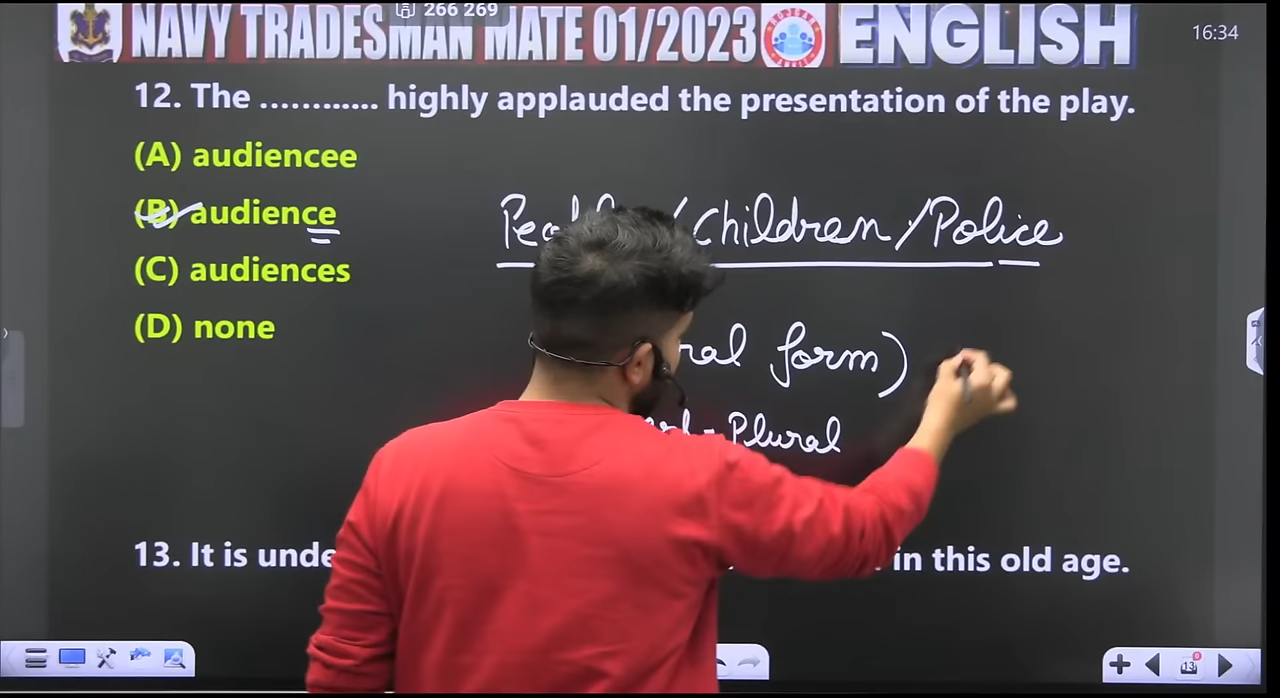 266 269
NAVY TRADESMAN MATE 01/2023 ENGLISH
16:34
12. The ............ highly applauded the presentation of the play.
(A) audiencee
(B) audience
(C) audiences
(D) none
/Children/Police
form)
Plural
13. It is in this old age.
13